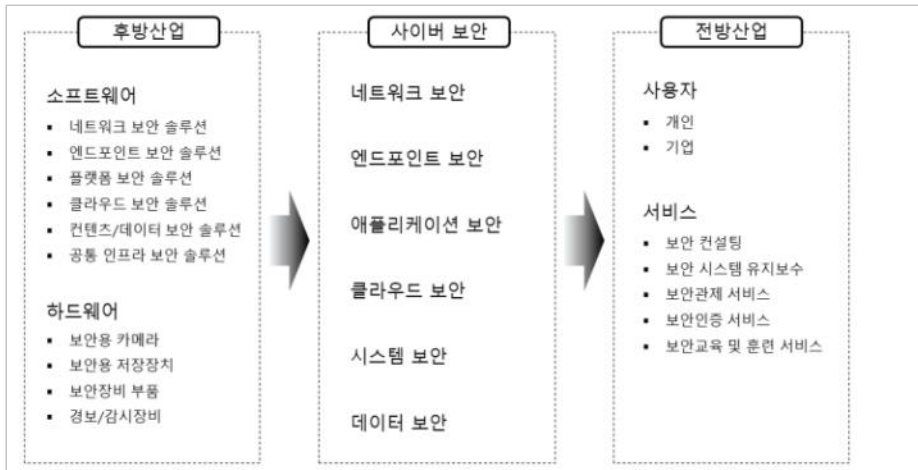 후방산업
소프트웨어
▪ 네트워크 보안 솔루션
▪ 엔드포인트 보안 솔루션
▪ 플랫폼 보안 솔루션
▪ 클라우드 보안 솔루션
▪ 컨텐츠/데이터 보안 솔루션
▪ 공통 인프라 보안 솔루션
하드웨어
▪ 보안용 카메라
▪ 보안용 저장장치
▪ 보안장비 부품
▪ 경보/감시장비
사이버 보안
네트워크 보안
엔드포인트 보안
애플리케이션 보안
클라우드 보안
시스템 보안
데이터 보안
전방산업
사용자
▪ 개인
▪ 기업
서비스
▪ 보안 컨설팅
▪ 보안 시스템 유지보수
▪ 보안관제 서비스
▪ 보안인증 서비스
▪ 보안교육 및 훈련 서비스